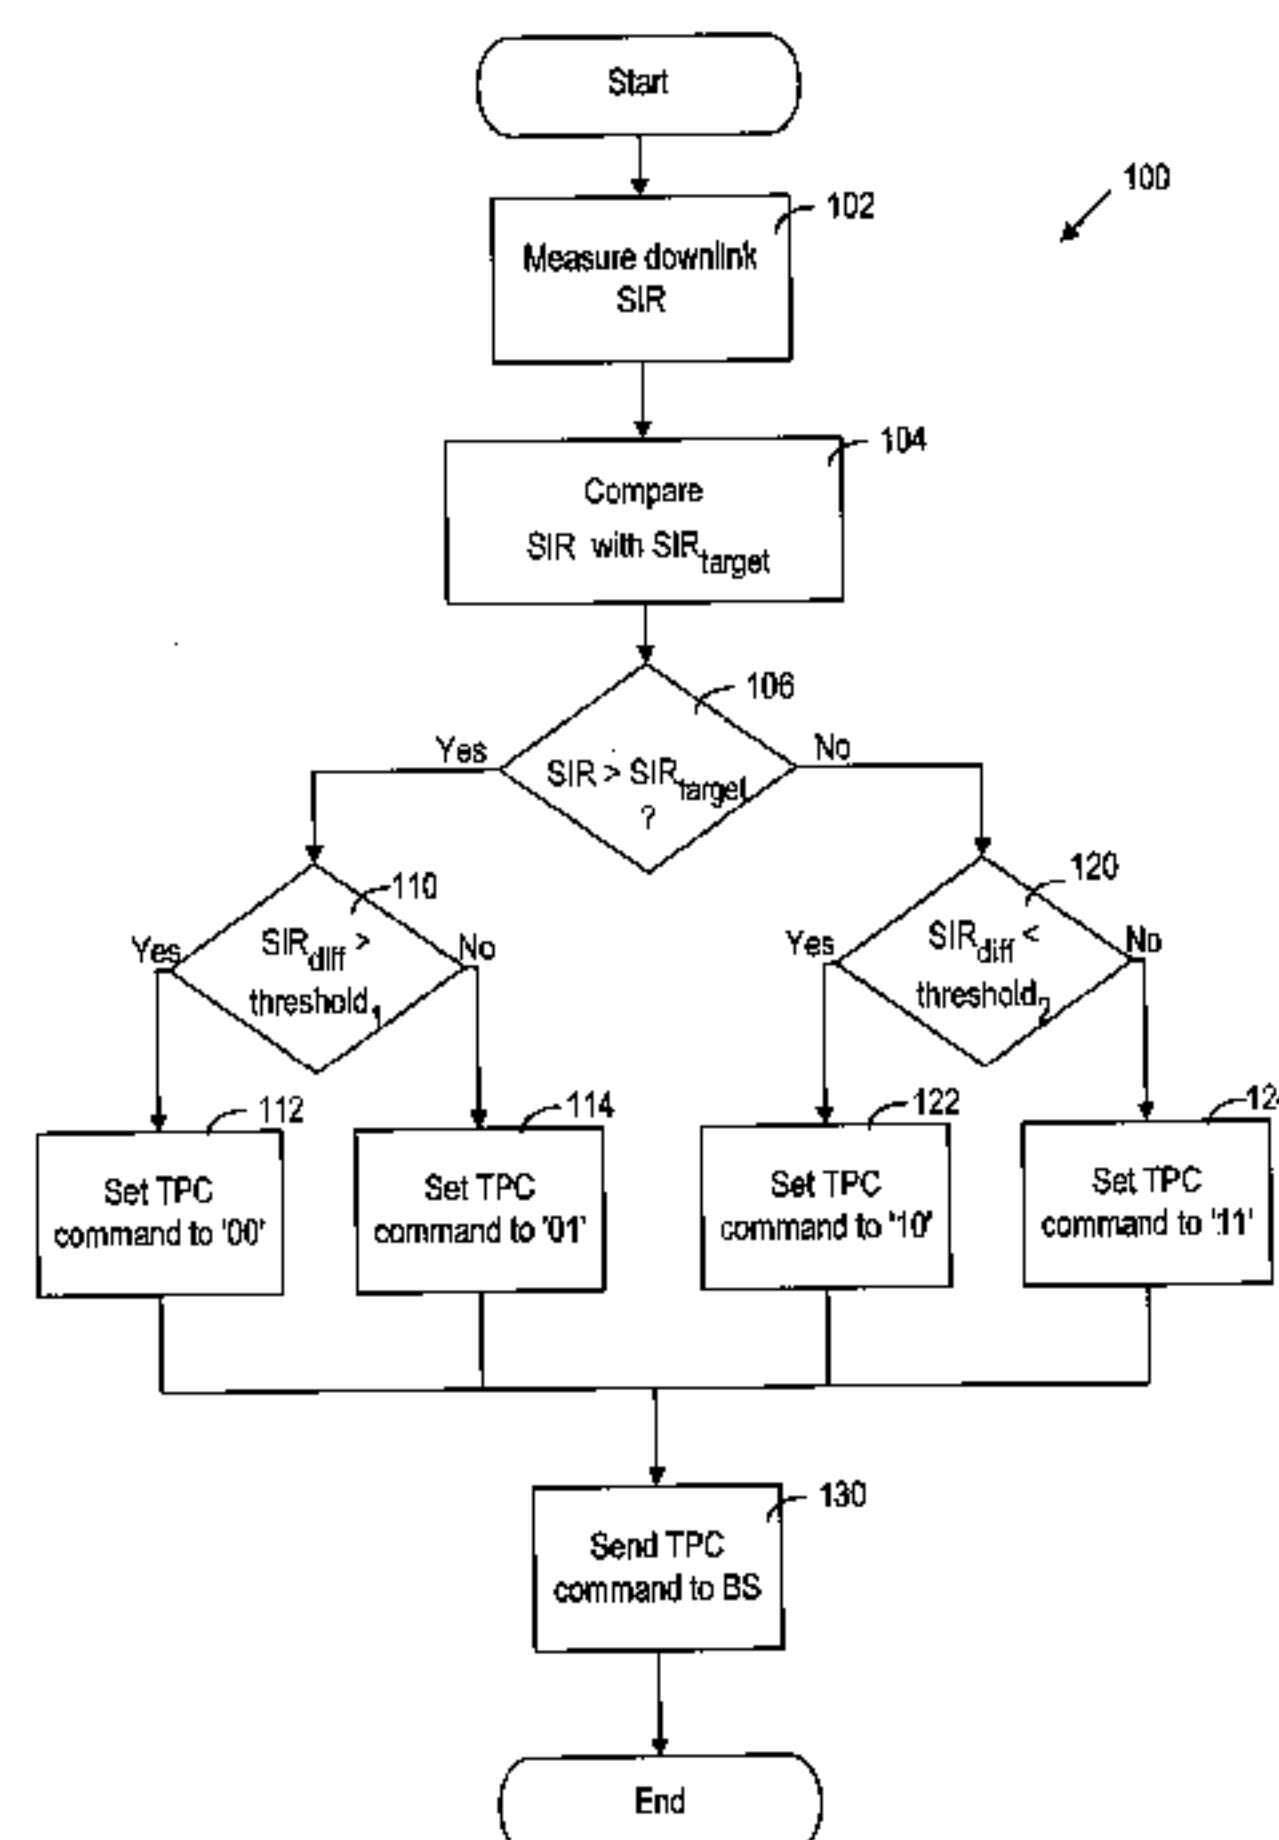 Start
100
102
Measure downlink
SIR
104
Compare
SIR with SIRtarget
106
Yes
No
SIR > SIRtarget
?
110
120
Yes
SIRdiff >
No
threshold1
Yes
SIRdiff <
No
threshold2
112
114
122
Set TPC
command to '00'
Set TPC
command to '01'
Set TPC
command to '10'
Set TPC
command to '11'
130
Send TPC
command to BS
End